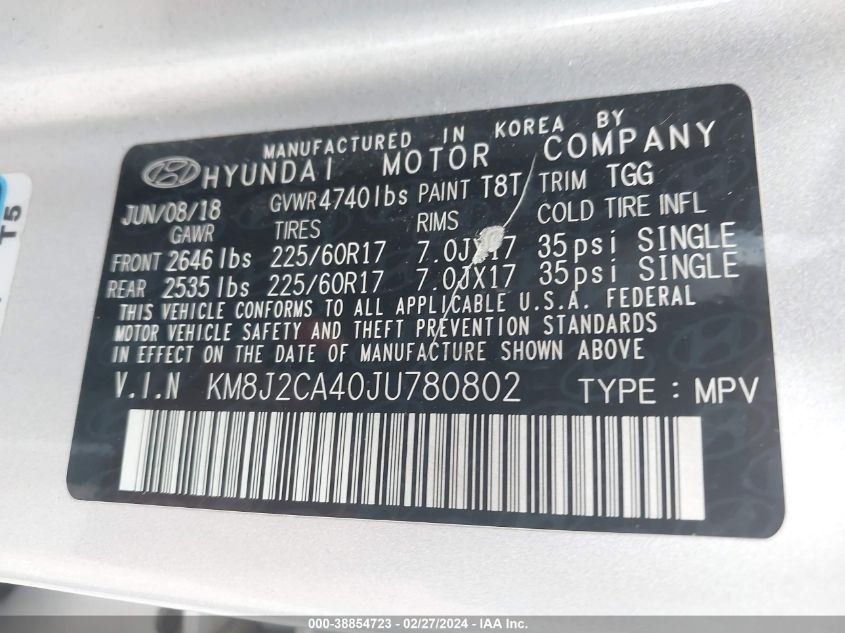 MANUFACTURED IN KOREA BY
HYUNDAI MOTOR COMPANY
JUN/08/18 GVWR 4740lbs PAINT T8T TRIM TGG
GAWR TIRES RIMS COLD TIRE INFL
FRONT 2646 lbs 225/60R17 7.0JX17 35psi SINGLE
REAR 2535 lbs 225/60R17 7.0JX17 35psi SINGLE
THIS VEHICLE CONFORMS TO ALL APPLICABLE U.S.A. FEDERAL
MOTOR VEHICLE SAFETY AND THEFT PREVENTION STANDARDS
IN EFFECT ON THE DATE OF MANUFACTURE SHOWN ABOVE
V.I.N KM8J2CA40JU780802 TYPE : MPV
T5
000-38854723 - 02/27/2024 - IAA Inc.